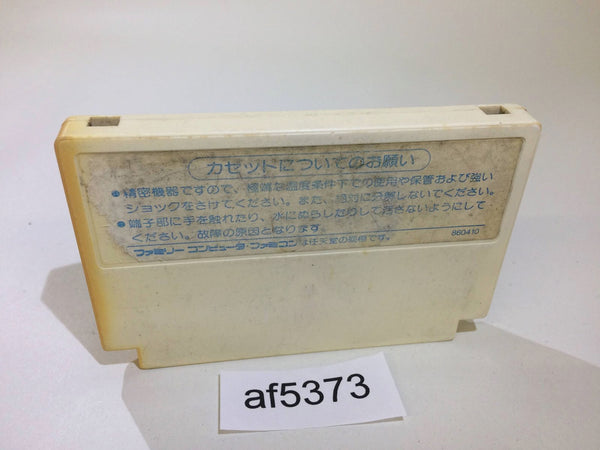 カセットについてのお願い
●精密機器ですので、極端な温度条件下での使用や保管および強い
ショックをさけてください。また、絶対に分解しないでください。
●端子部に手を触れたり、水にぬらしたりして汚さないようにして
ください。故障の原因となります。
ファミリーコンピュータ・ファミコンは任天堂の商標です。
860410
af5373